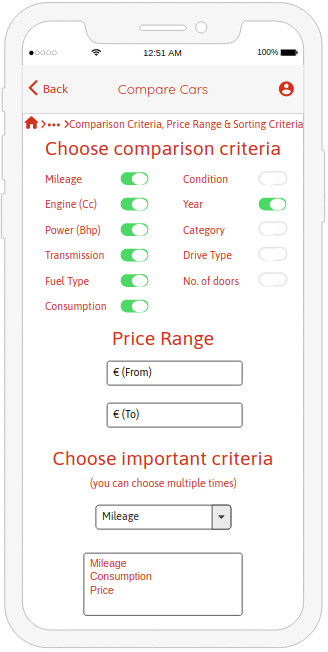 12:51 AM 100%
Back Compare Cars
Comparison Criteria, Price Range & Sorting Criteria
Choose comparison criteria
Mileage Condition
Engine (Cc) Year
Power (Bhp) Category
Transmission Drive Type
Fuel Type No. of doors
Consumption
Price Range
€ (From)
€ (To)
Choose important criteria
(you can choose multiple times)
Mileage
Mileage
Consumption
Price